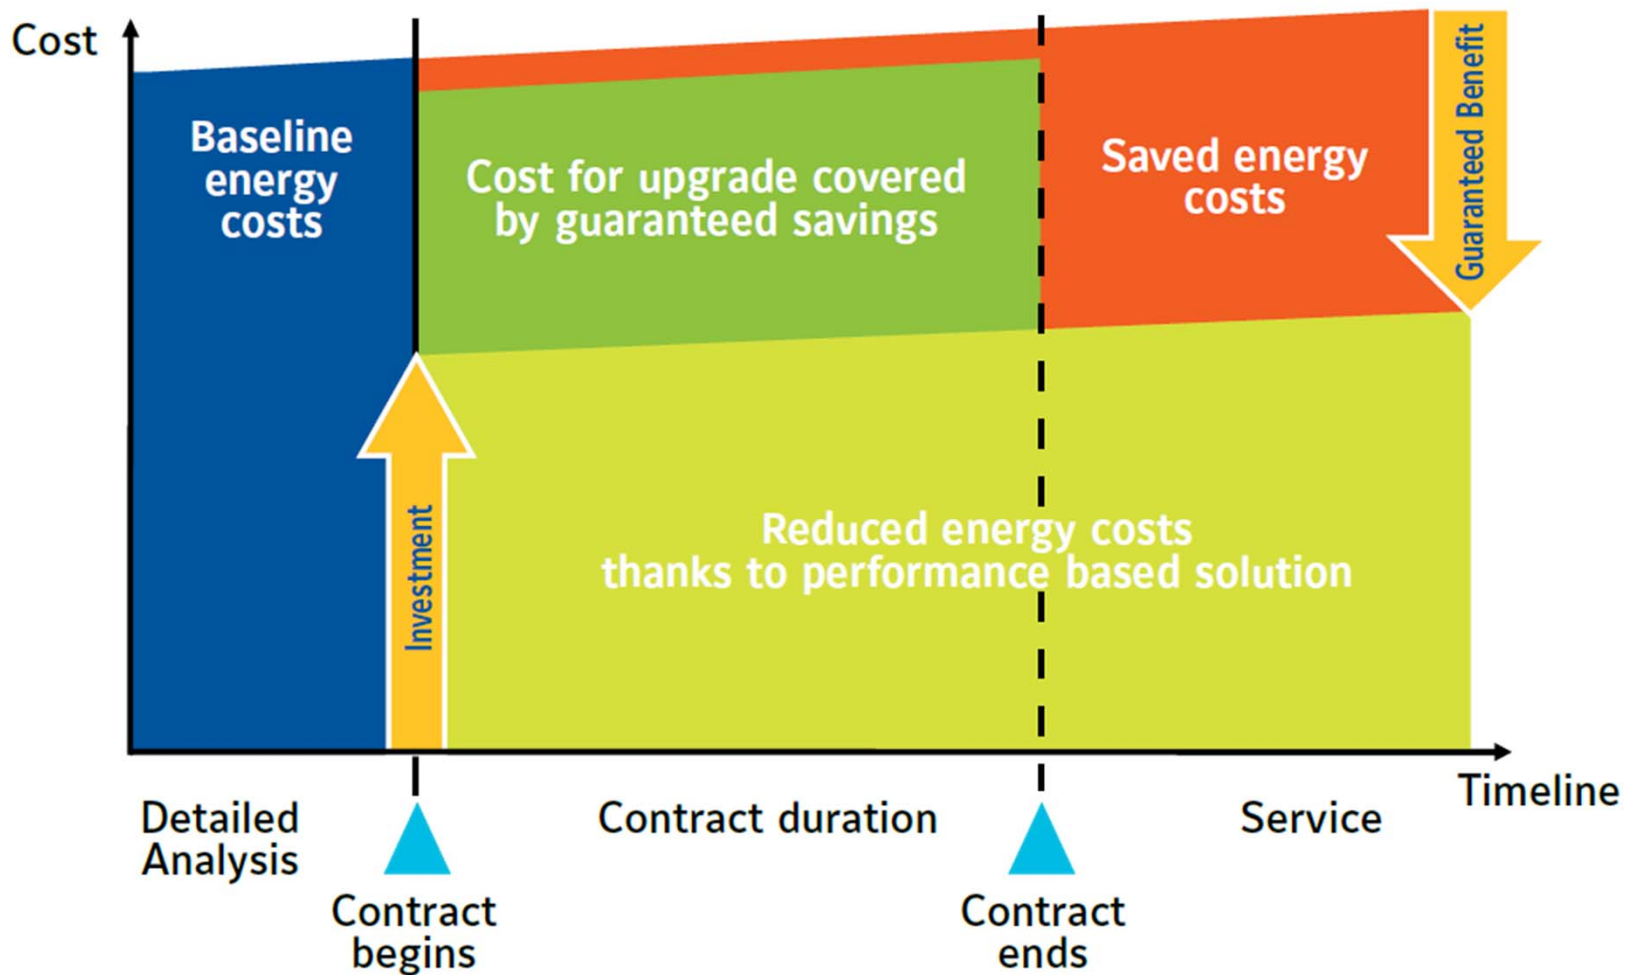 Cost
Baseline
energy
costs
Cost for upgrade covered
by guaranteed savings
Saved energy
costs
Guaranteed Benefit
Investment
Reduced energy costs
thanks to performance based solution
Timeline
Detailed
Analysis
Contract duration
Service
Contract
begins
Contract
ends